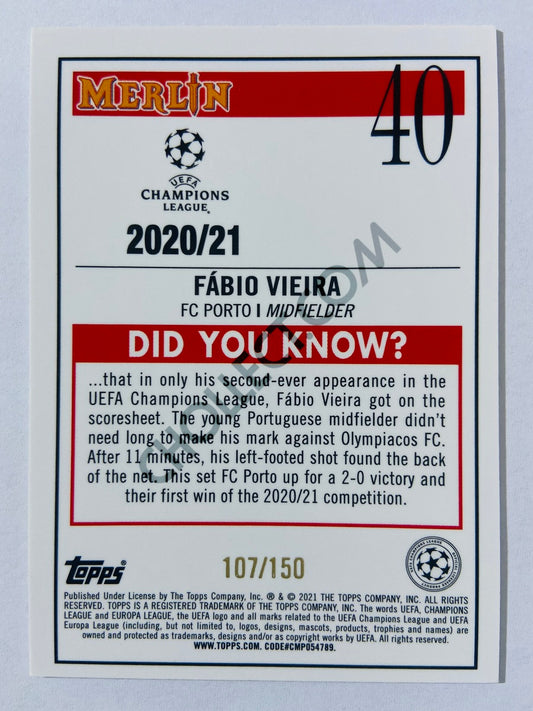 MERLIN
40
UEFA
CHAMPIONS
LEAGUE®
2020/21
FÁBIO VIEIRA
FC PORTO | MIDFIELDER
DID YOU KNOW?
...that in only his second-ever appearance in the
UEFA Champions League, Fábio Vieira got on the
scoresheet. The young Portuguese midfielder didn't
need long to make his mark against Olympiacos FC.
After 11 minutes, his left-footed shot found the back
of the net. This set FC Porto up for a 2-0 victory and
their first win of the 2020/21 competition.
CHOLLECT.COM
topps®
107/150
Published Under License by The Topps Company, Inc. ® & © 2021 THE TOPPS COMPANY, INC. ALL RIGHTS
RESERVED. TOPPS IS A REGISTERED TRADEMARK OF THE TOPPS COMPANY, INC. The words UEFA, CHAMPIONS
LEAGUE and EUROPA LEAGUE, the UEFA logo and all marks related to the UEFA Champions League and UEFA
Europa League (including, but not limited to, logos, designs, mascots, products, trophies and names) are
owned and protected as trademarks, designs and/or as copyright works by UEFA. All rights reserved.
WWW.TOPPS.COM. CODE#CMP054789.